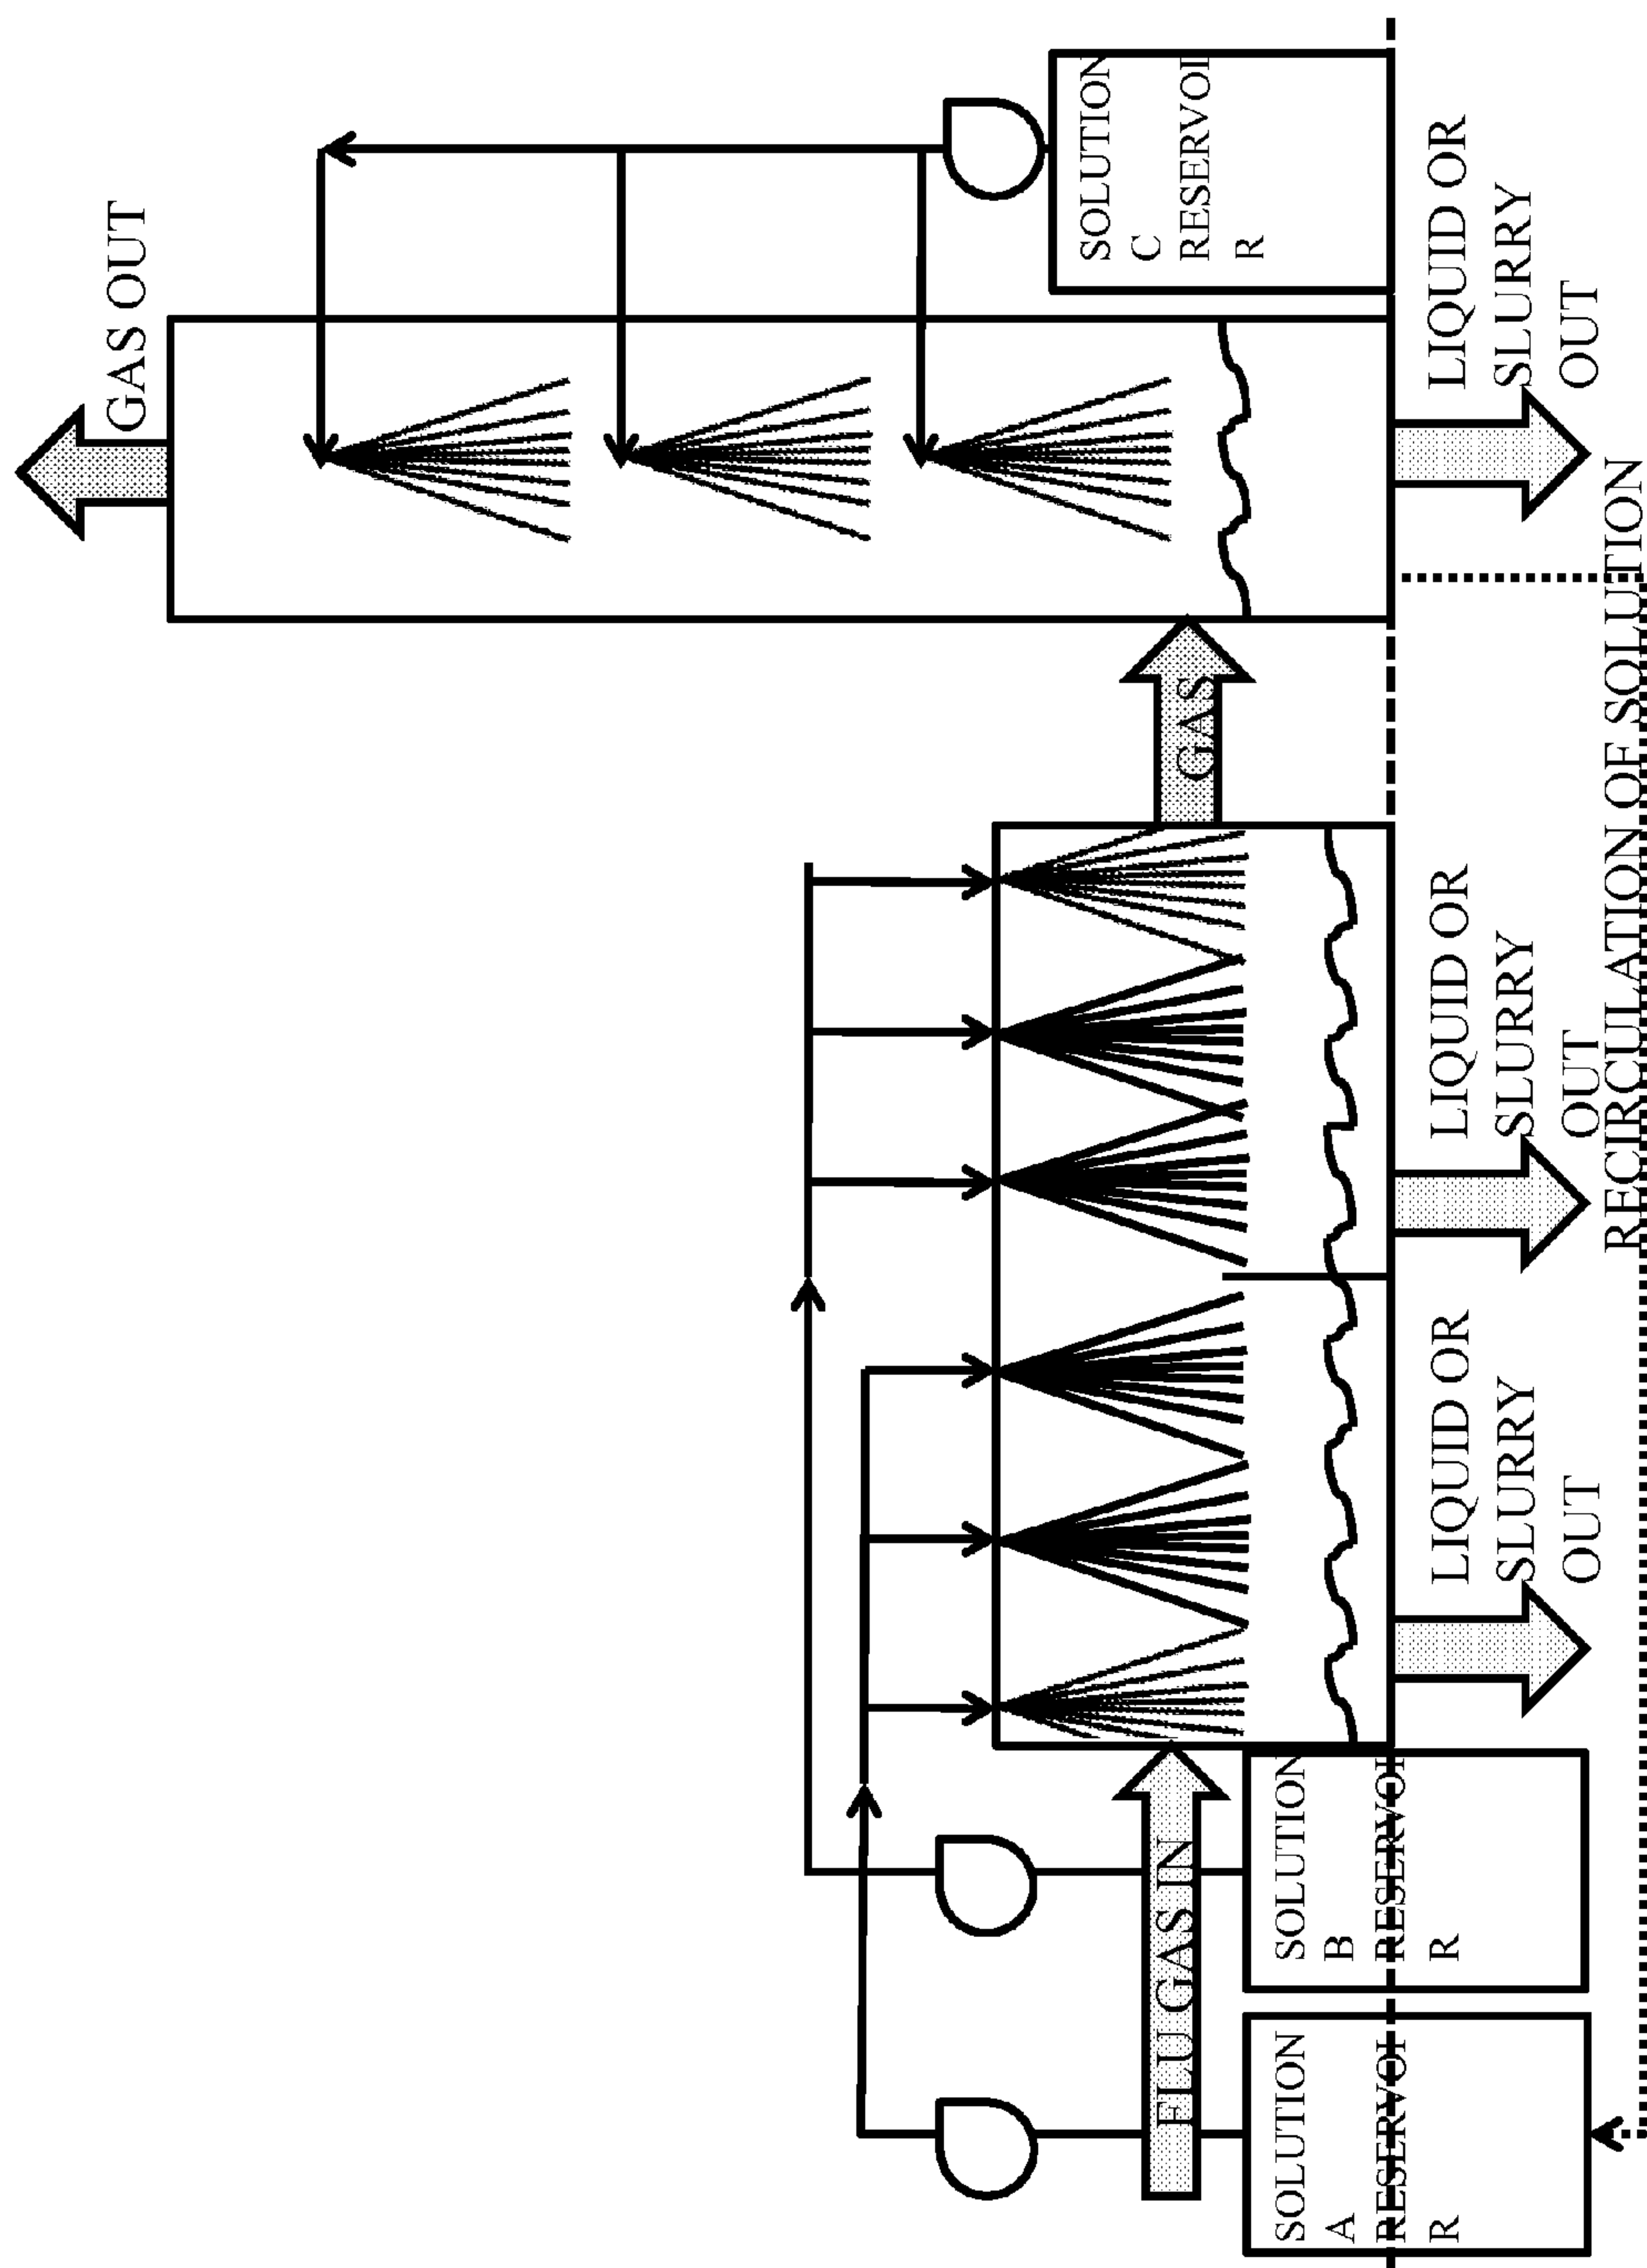 GAS OUT
SOLUTION
C
RESERVOI
R
LIQUID OR
SLURRY
OUT
GAS
LIQUID OR
SLURRY
OUT
RECIRCULATION OF SOLUTION
LIQUID OR
SLURRY
OUT
FLU GAS IN
SOLUTION
B
RESERVOI
R
SOLUTION
A
RESERVOI
R